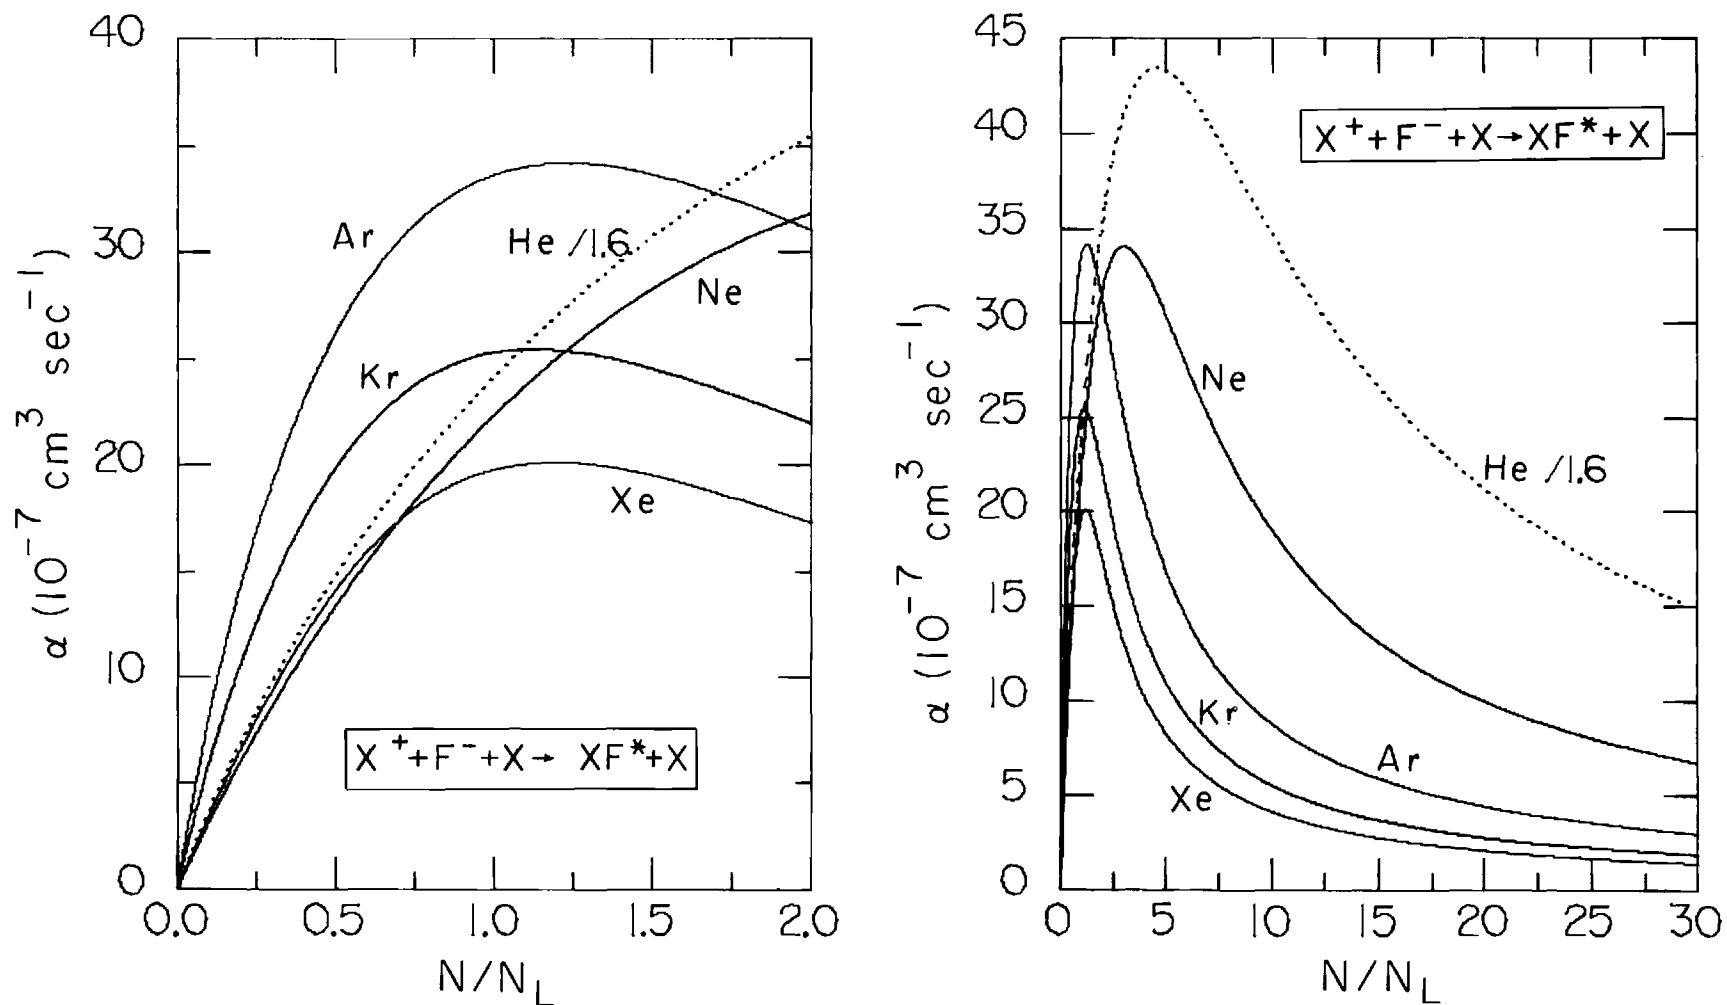 40
30
20
10
0
α (10⁻⁷ cm³ sec⁻¹)
Ar
He /1.6
Ne
Kr
Xe
X⁺+F⁻+X→ XF*+X
0.0 0.5 1.0 1.5 2.0
N/N_L
45
40
35
30
25
20
15
10
5
0
α (10⁻⁷ cm³ sec⁻¹)
X⁺+F⁻+X→XF*+X
Ne
He /1.6
Kr
Ar
Xe
0 5 10 15 20 25 30
N/N_L